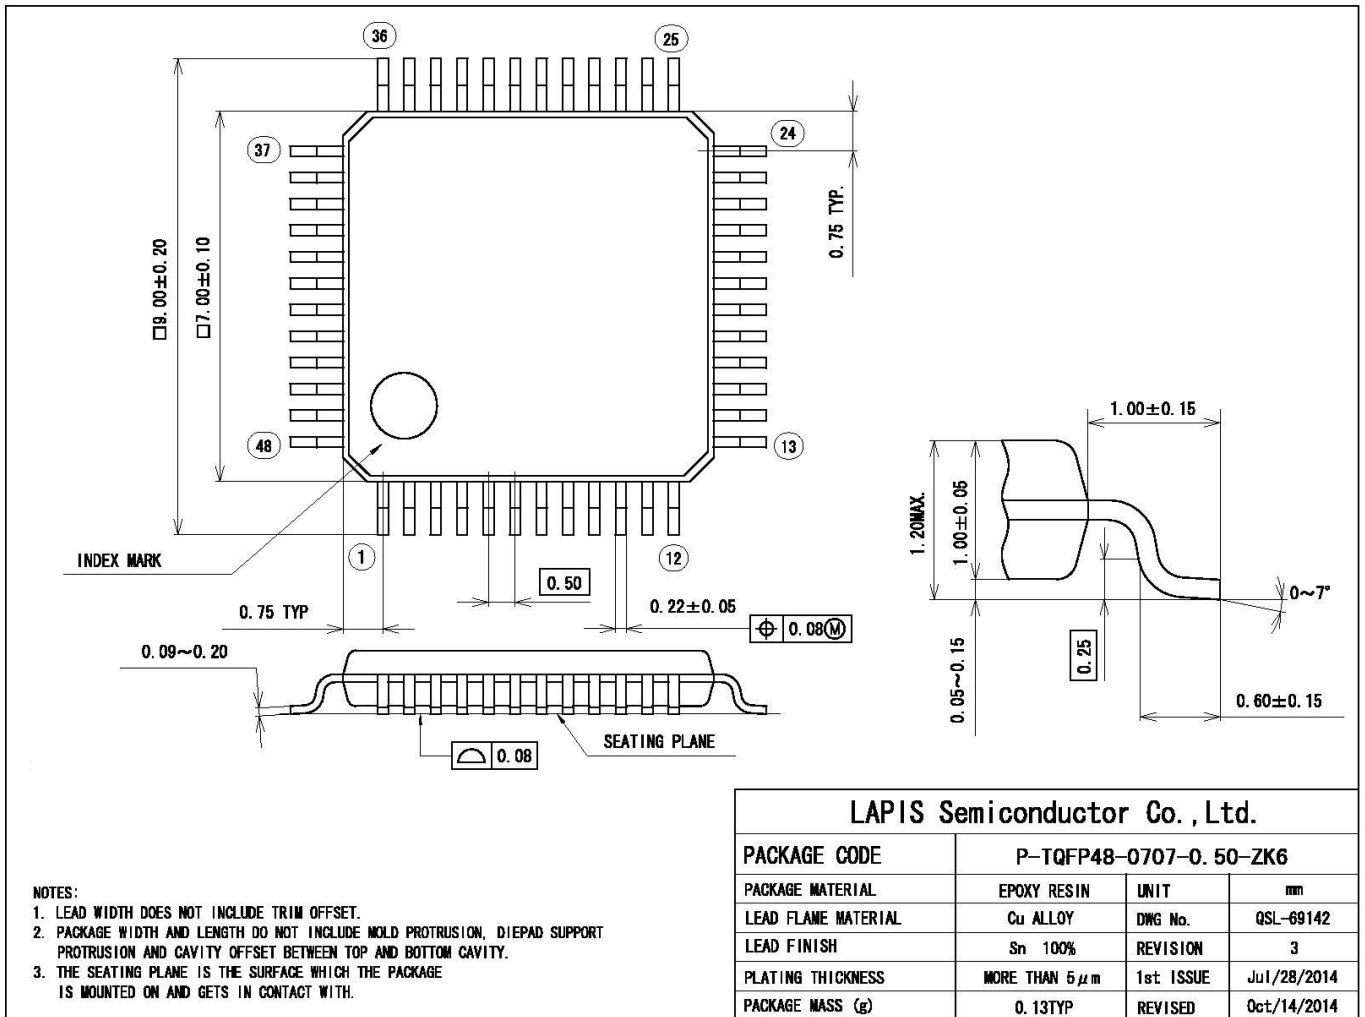 36
25
37
24
0.75 TYP.
□9.00±0.20
□7.00±0.10
48
13
1.00±0.15
1.20MAX.
1.00±0.05
INDEX MARK
1
12
0.50
0.75 TYP
0.22±0.05
⌖ 0.08Ⓜ
0~7°
0.25
0.05~0.15
0.60±0.15
0.09~0.20
SEATING PLANE
⌓ 0.08
NOTES:
1. LEAD WIDTH DOES NOT INCLUDE TRIM OFFSET.
2. PACKAGE WIDTH AND LENGTH DO NOT INCLUDE MOLD PROTRUSION, DIEPAD SUPPORT
PROTRUSION AND CAVITY OFFSET BETWEEN TOP AND BOTTOM CAVITY.
3. THE SEATING PLANE IS THE SURFACE WHICH THE PACKAGE
IS MOUNTED ON AND GETS IN CONTACT WITH.
LAPIS Semiconductor Co.,Ltd.
PACKAGE CODE P-TQFP48-0707-0.50-ZK6
PACKAGE MATERIAL EPOXY RESIN UNIT mm
LEAD FLAME MATERIAL Cu ALLOY DWG No. QSL-69142
LEAD FINISH Sn 100% REVISION 3
PLATING THICKNESS MORE THAN 5μm 1st ISSUE Jul/28/2014
PACKAGE MASS (g) 0.13TYP REVISED Oct/14/2014